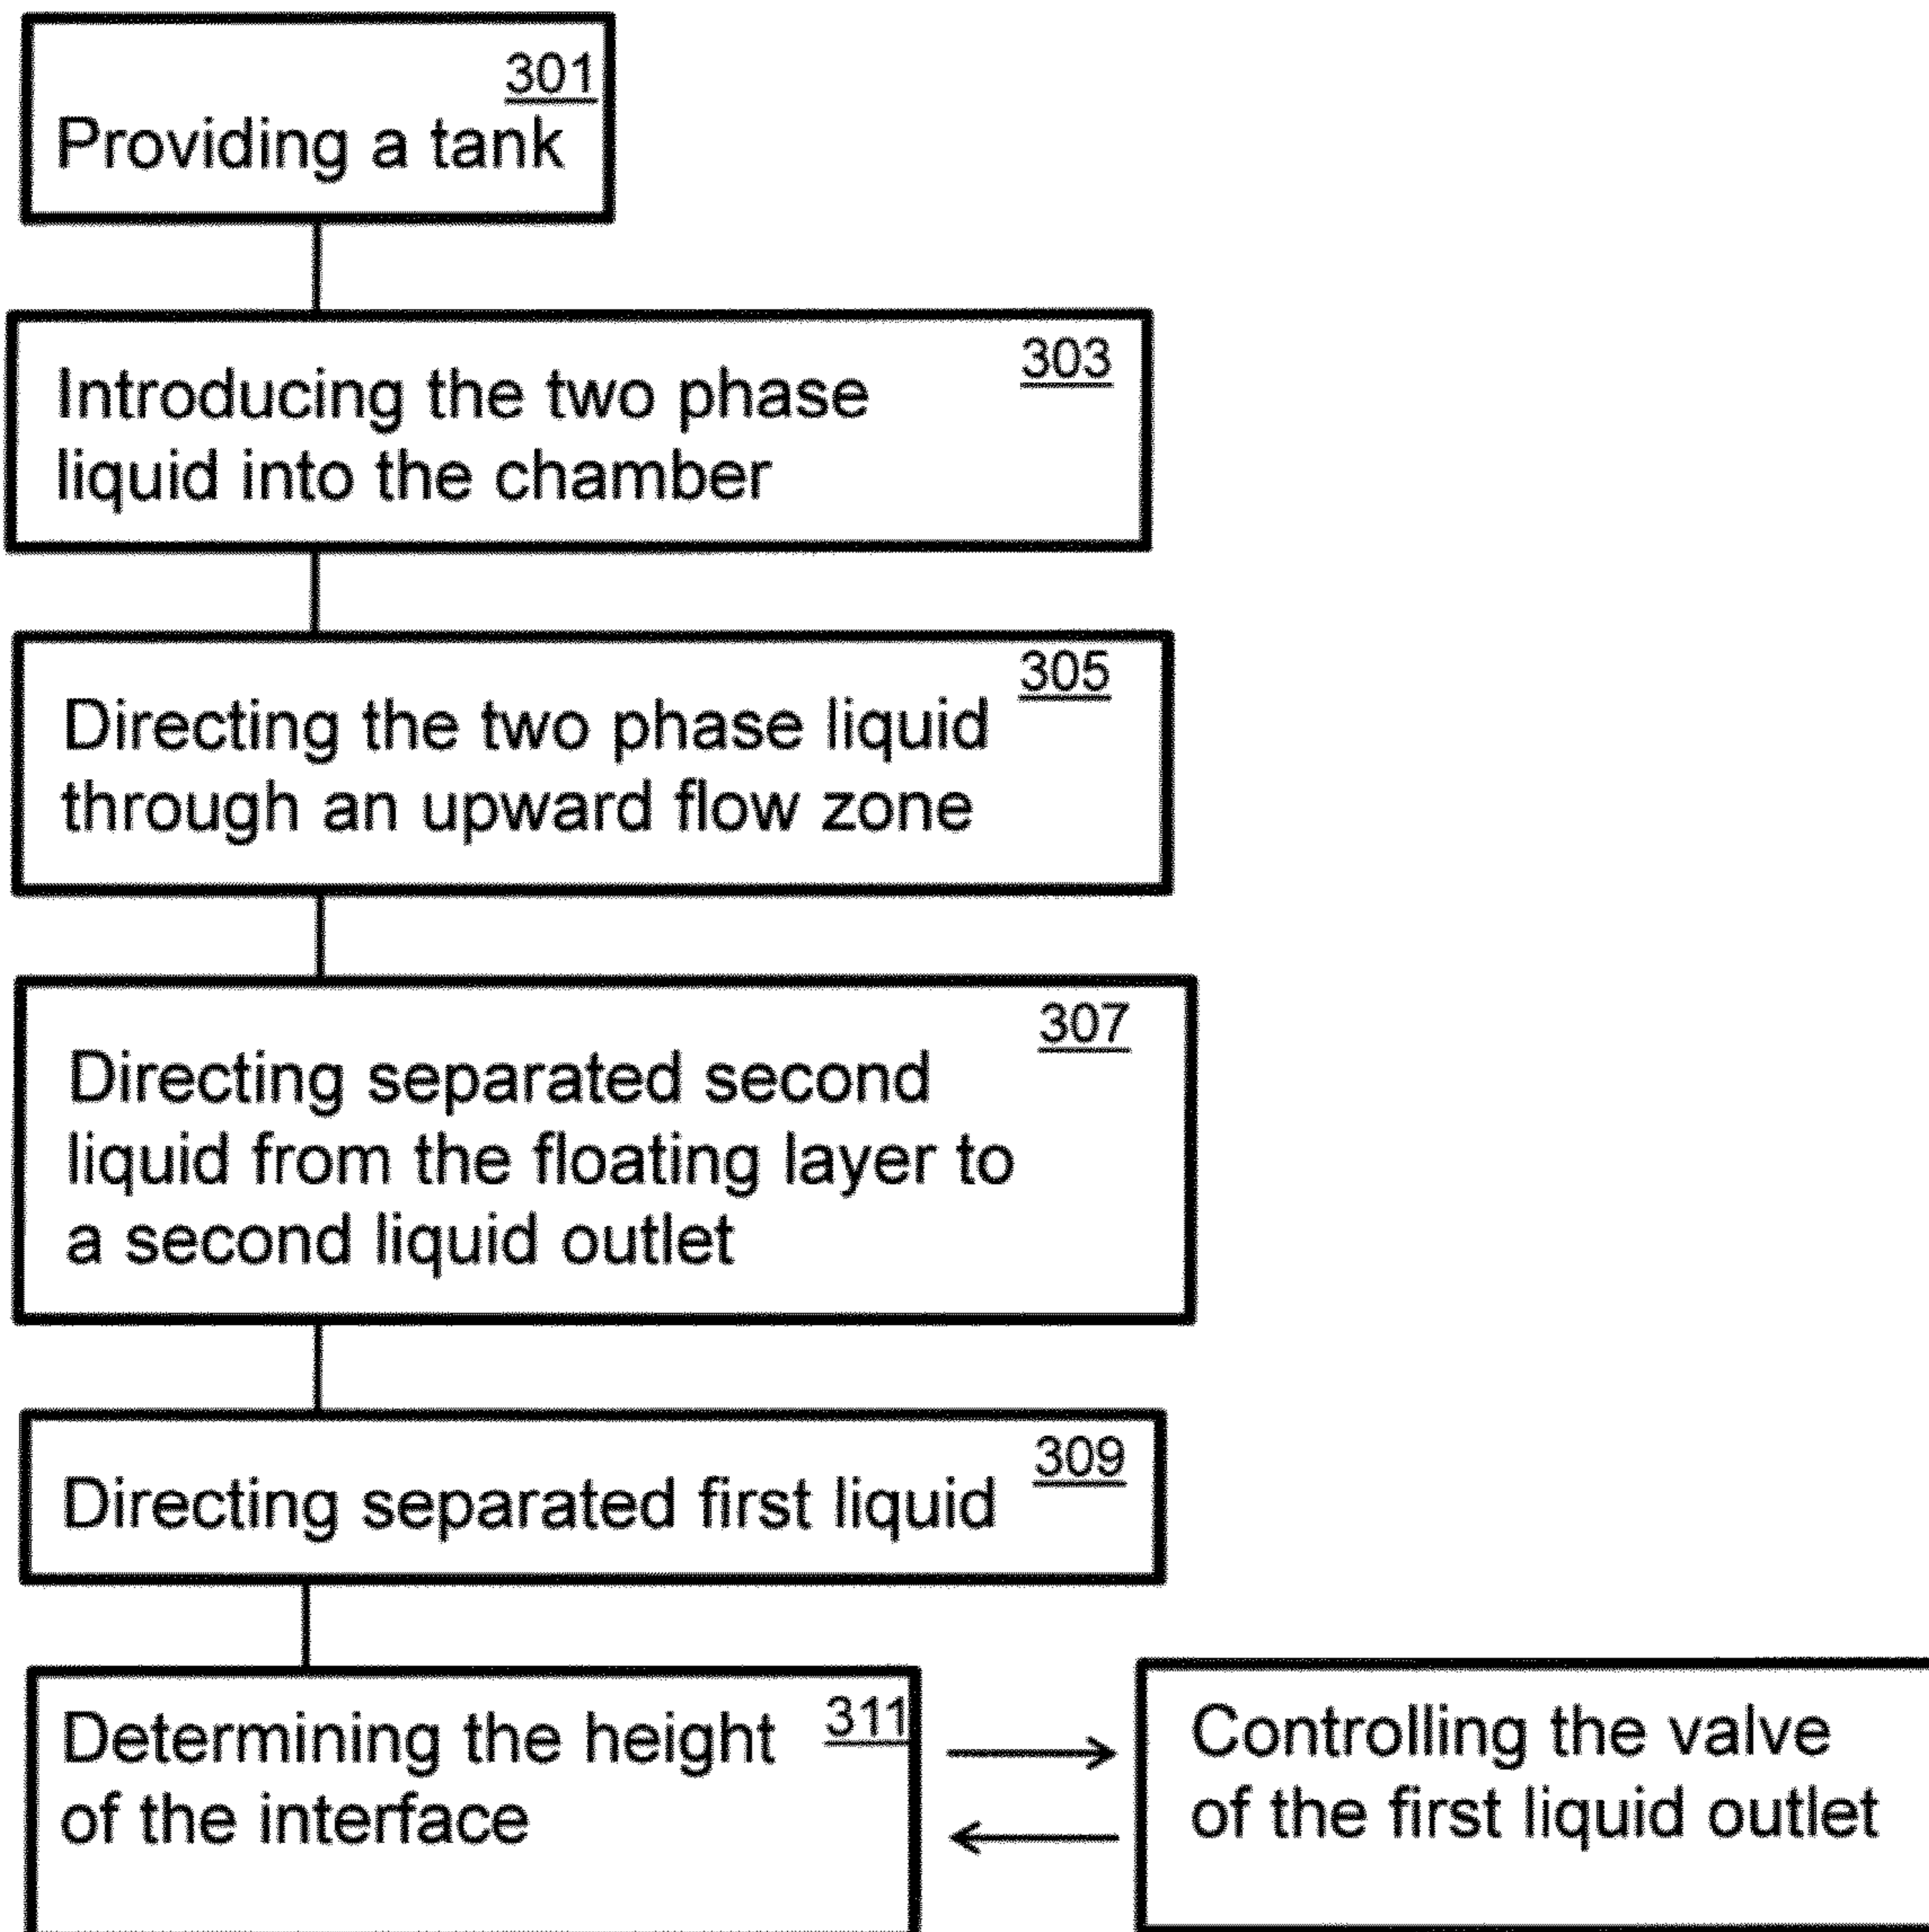 301
Providing a tank
303
Introducing the two phase
liquid into the chamber
305
Directing the two phase liquid
through an upward flow zone
307
Directing separated second
liquid from the floating layer to
a second liquid outlet
309
Directing separated first liquid
311
Determining the height
of the interface
Controlling the valve
of the first liquid outlet